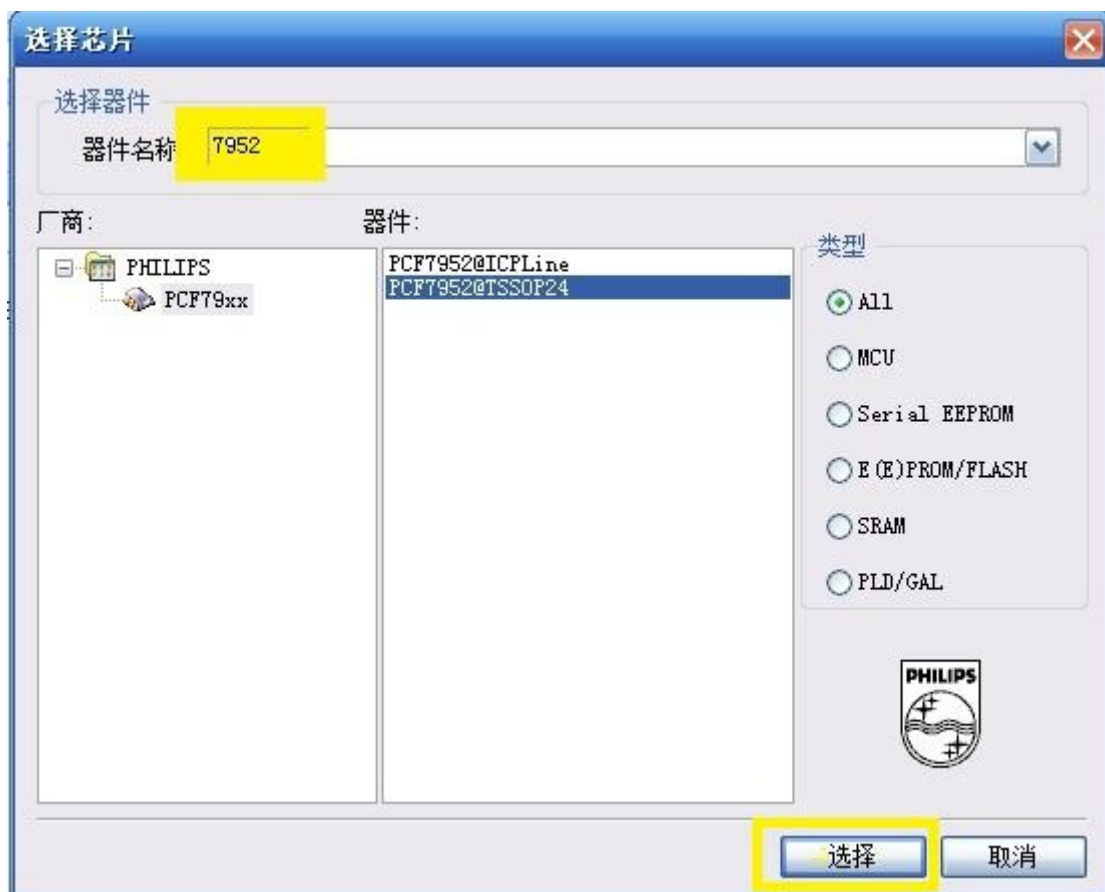 选择芯片
选择器件
器件名称 7952
厂商:
器件:
类型
PHILIPS
PCF79xx
PCF7952@ICPLine
PCF7952@TSSOP24
All
MCU
Serial EEPROM
E(E)PROM/FLASH
SRAM
PLD/GAL
PHILIPS
选择
取消